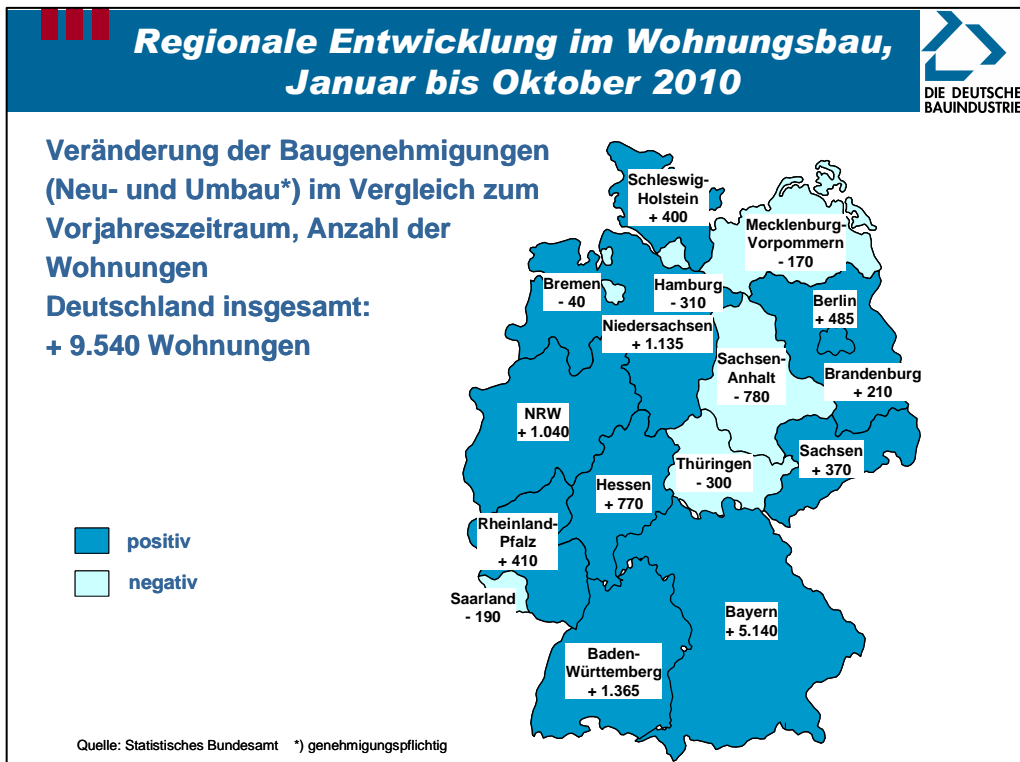 Regionale Entwicklung im Wohnungsbau,
Januar bis Oktober 2010
DIE DEUTSCHE
BAUINDUSTRIE
Veränderung der Baugenehmigungen
(Neu- und Umbau*) im Vergleich zum
Vorjahreszeitraum, Anzahl der
Wohnungen
Deutschland insgesamt:
+ 9.540 Wohnungen
Schleswig-
Holstein
+ 400
Mecklenburg-
Vorpommern
- 170
Bremen
- 40
Hamburg
- 310
Berlin
+ 485
Niedersachsen
+ 1.135
Sachsen-
Anhalt
- 780
Brandenburg
+ 210
NRW
+ 1.040
Sachsen
+ 370
Thüringen
- 300
Hessen
+ 770
Rheinland-
Pfalz
+ 410
positiv
negativ
Saarland
- 190
Bayern
+ 5.140
Baden-
Württemberg
+ 1.365
Quelle: Statistisches Bundesamt *) genehmigungspflichtig